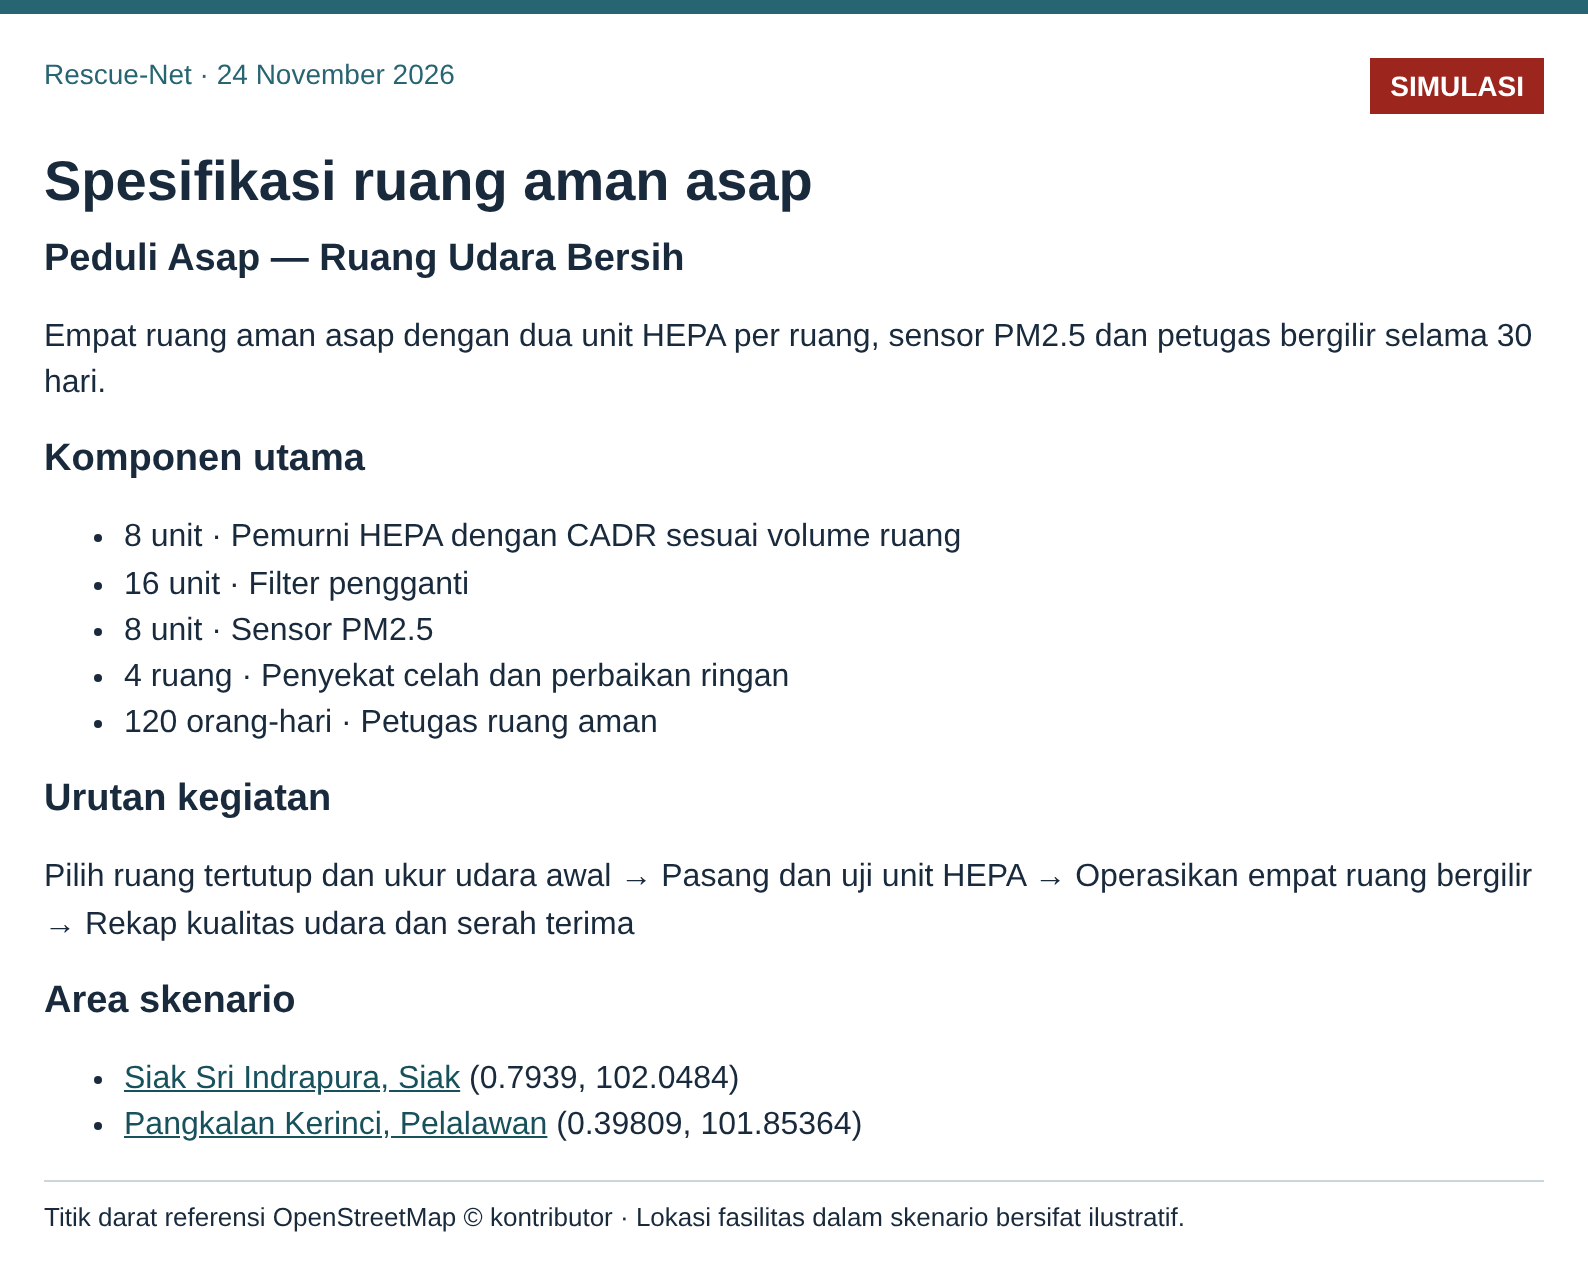 Rescue-Net · 24 November 2026
SIMULASI
Spesifikasi ruang aman asap
Peduli Asap — Ruang Udara Bersih
Empat ruang aman asap dengan dua unit HEPA per ruang, sensor PM2.5 dan petugas bergilir selama 30
hari.
Komponen utama
• 8 unit · Pemurni HEPA dengan CADR sesuai volume ruang
• 16 unit · Filter pengganti
• 8 unit · Sensor PM2.5
• 4 ruang · Penyekat celah dan perbaikan ringan
• 120 orang-hari · Petugas ruang aman
Urutan kegiatan
Pilih ruang tertutup dan ukur udara awal → Pasang dan uji unit HEPA → Operasikan empat ruang bergilir
→ Rekap kualitas udara dan serah terima
Area skenario
• Siak Sri Indrapura, Siak (0.7939, 102.0484)
• Pangkalan Kerinci, Pelalawan (0.39809, 101.85364)
Titik darat referensi OpenStreetMap © kontributor · Lokasi fasilitas dalam skenario bersifat ilustratif.